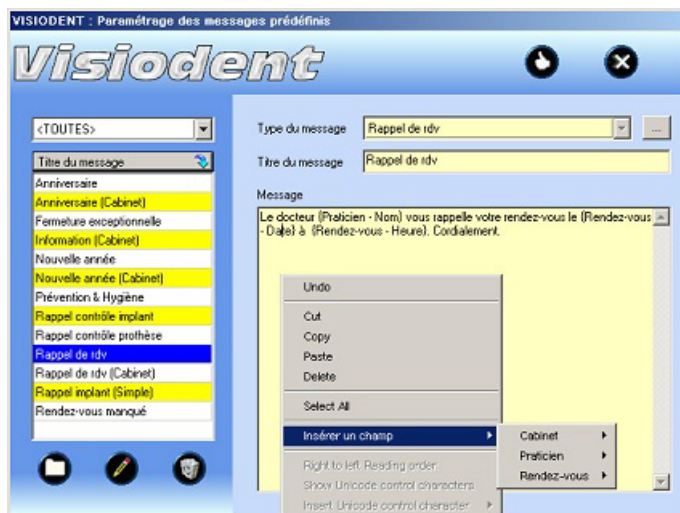 VISIODENT : Paramétrage des messages prédéfinis
Visiodent
<TOUTES>
Titre du message
Anniversaire
Anniversaire (Cabinet)
Fermeture exceptionnelle
Information (Cabinet)
Nouvelle année
Nouvelle année (Cabinet)
Prévention & Hygiène
Rappel contrôle implant
Rappel contrôle prothèse
Rappel de rdv
Rappel de rdv (Cabinet)
Rappel implant (Simple)
Rendez-vous manqué
Type du message
Rappel de rdv
...
Titre du message
Rappel de rdv
Message
Le docteur {Praticien - Nom} vous rappelle votre rendez-vous le {Rendez-vous
- Date} à {Rendez-vous - Heure}. Cordialement.
Undo
Cut
Copy
Paste
Delete
Select All
Insérer un champ
Right to left Reading order
Show Unicode control characters
Insert Unicode control character
Cabinet
Praticien
Rendez-vous